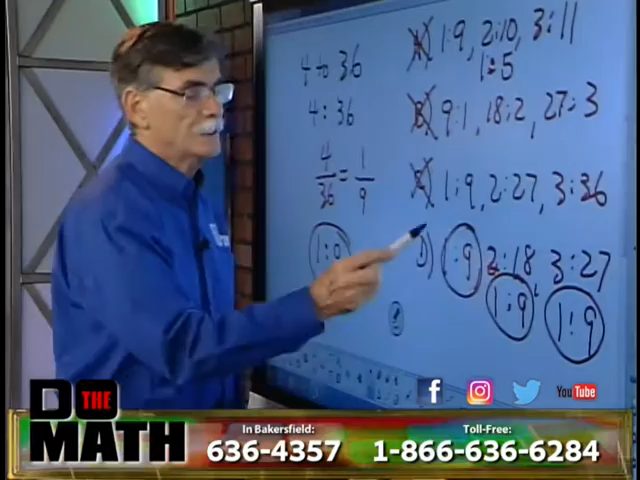 4 to 36
4:36
4/36 = 1/9
1:9
A) 1:9, 2:10, 3:11
1:5
B) 9:1, 18:2, 27:3
1:9, 2:27, 3:36
D) 1:9 2:18 3:27
1:9 1:9
DO THE MATH
In Bakersfield:
636-4357
Toll-Free:
1-866-636-6284
YouTube